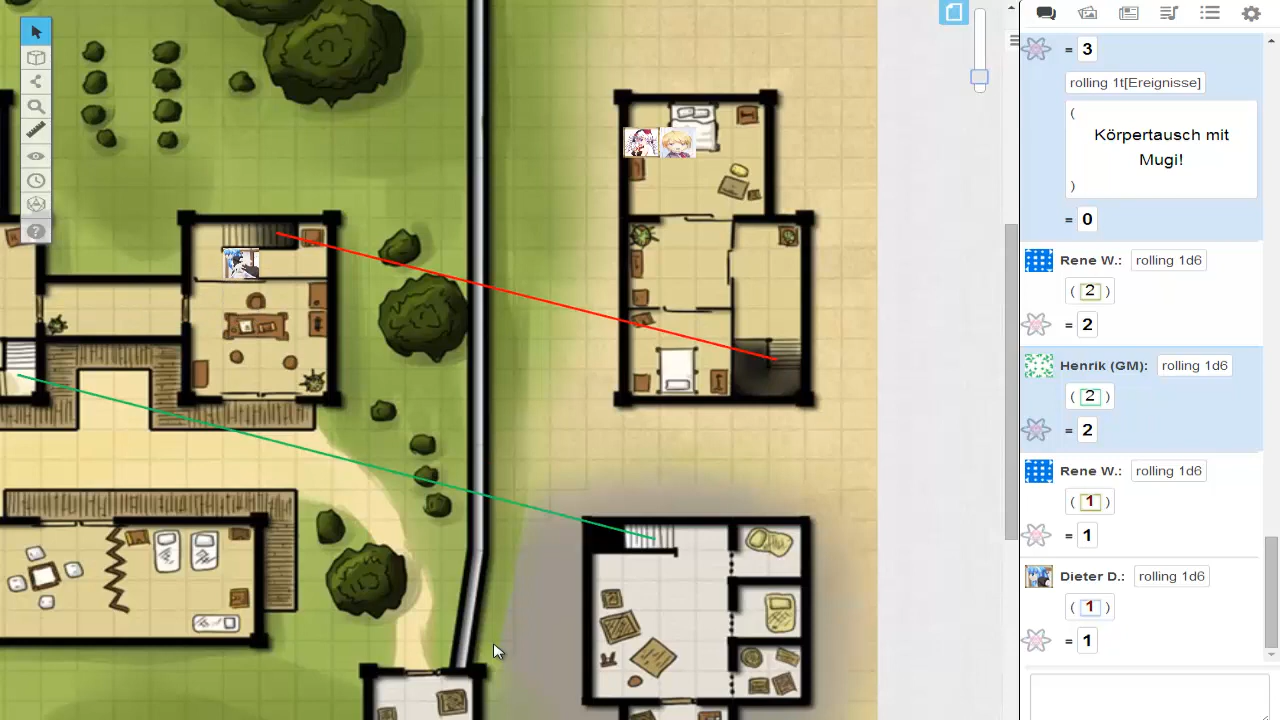 = 3
rolling 1t[Ereignisse]
(
Körpertausch mit
Mugi!
)
= 0
Rene W.: rolling 1d6
( 2 )
= 2
Henrik (GM): rolling 1d6
( 2 )
= 2
Rene W.: rolling 1d6
( 1 )
= 1
Dieter D.: rolling 1d6
( 1 )
= 1